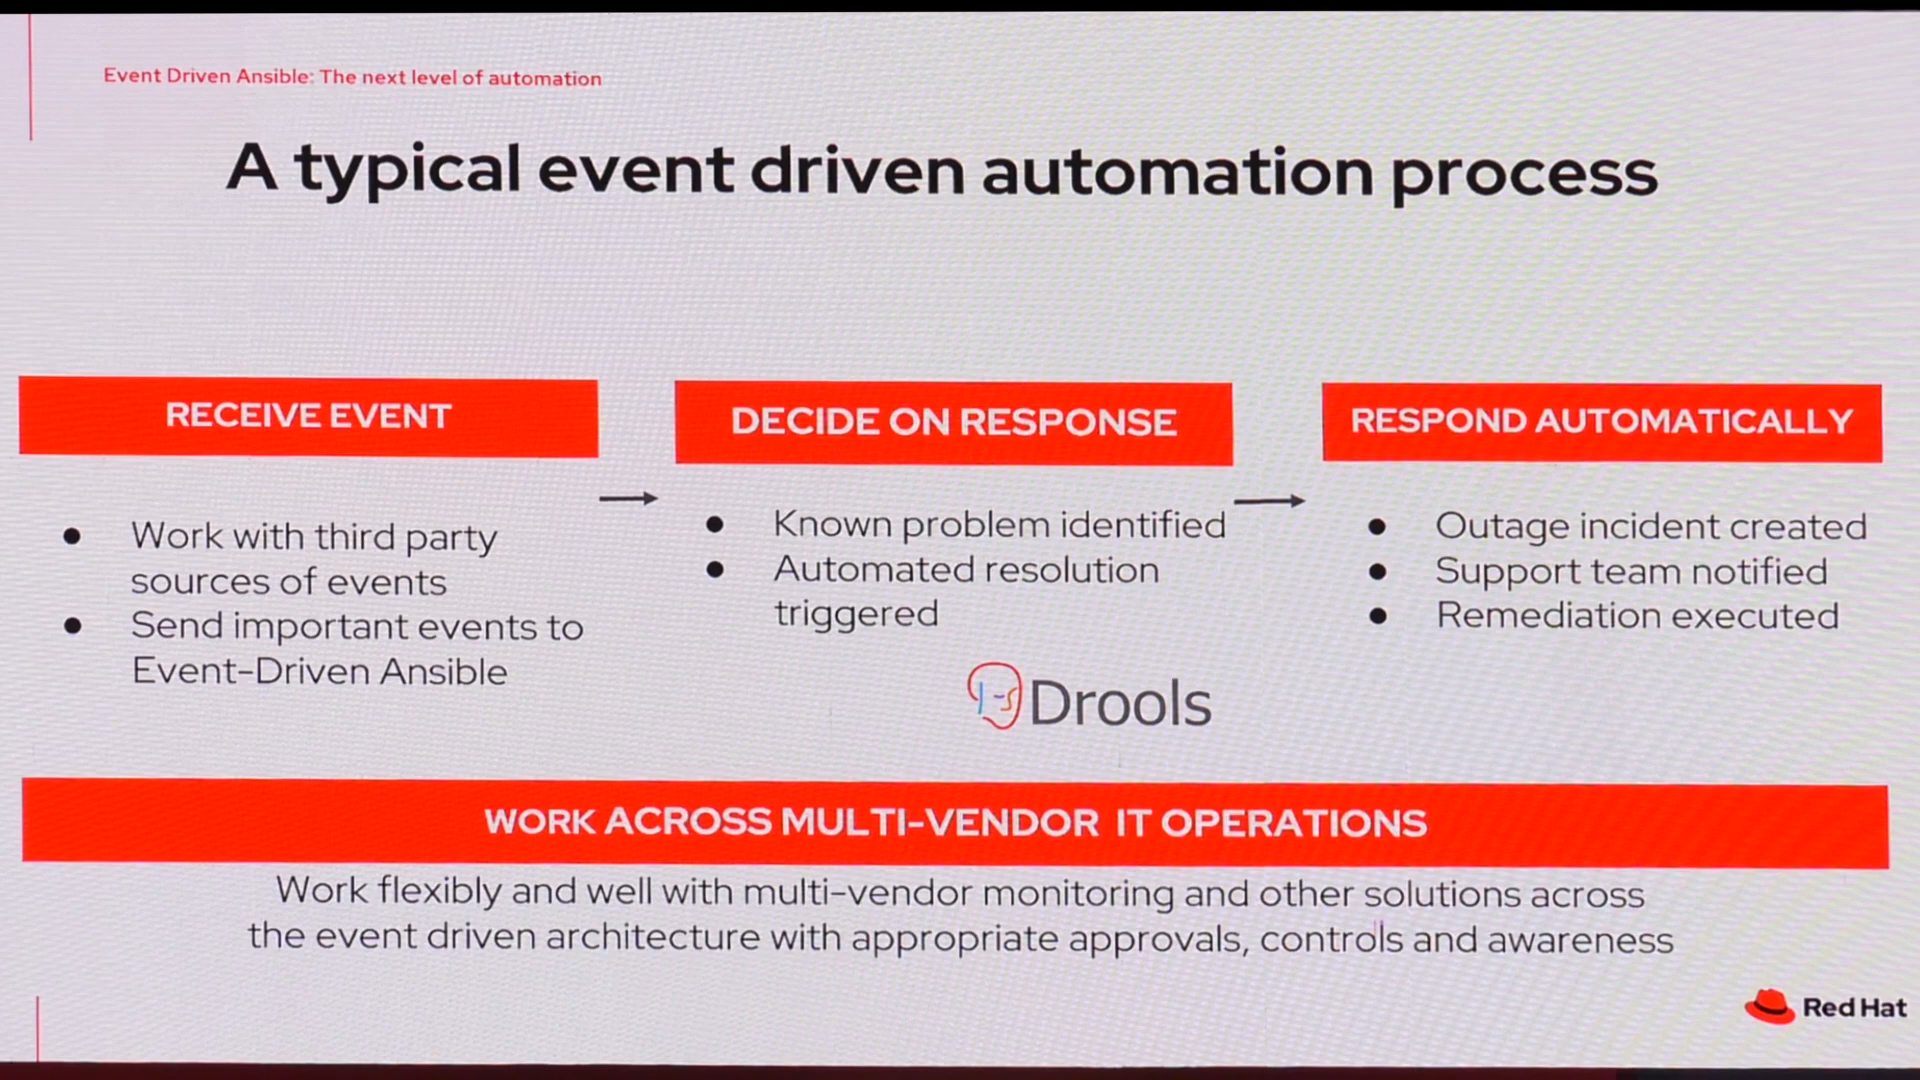 Event Driven Ansible: The next level of automation
A typical event driven automation process
RECEIVE EVENT
Work with third party
sources of events
Send important events to
Event-Driven Ansible
DECIDE ON RESPONSE
Known problem identified
Automated resolution
triggered
Drools
RESPOND AUTOMATICALLY
Outage incident created
Support team notified
Remediation executed
WORK ACROSS MULTI-VENDOR IT OPERATIONS
Work flexibly and well with multi-vendor monitoring and other solutions across
the event driven architecture with appropriate approvals, controls and awareness
Red Hat